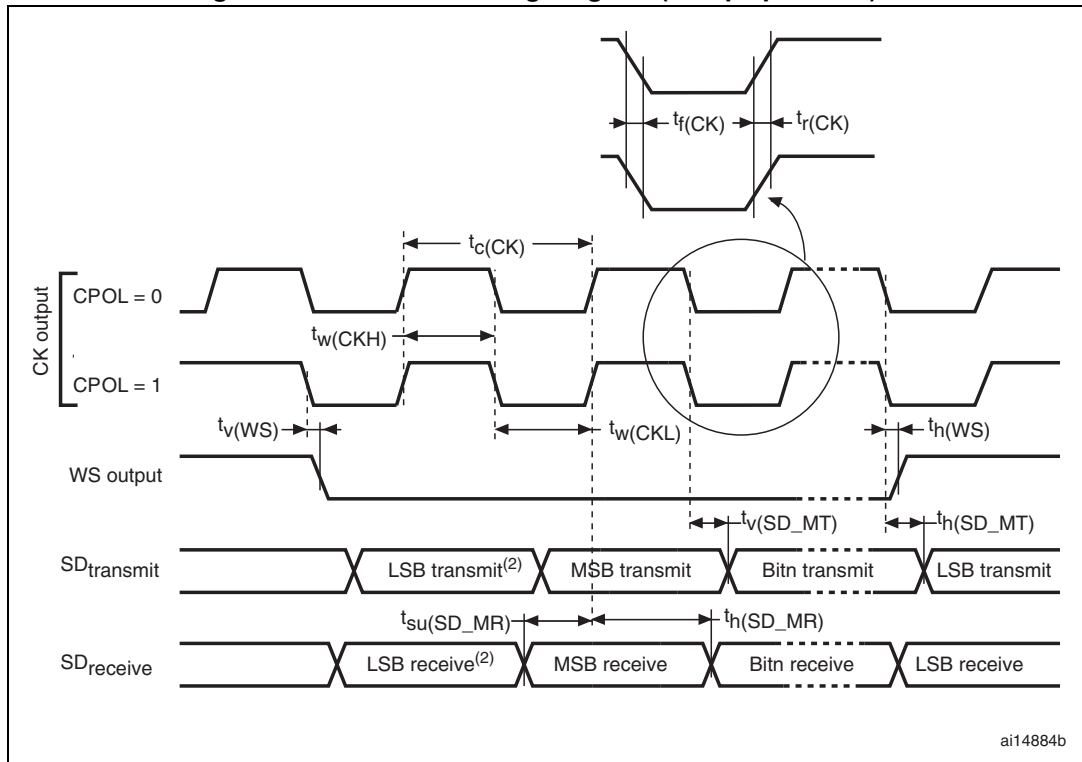 tf(CK)
tr(CK)
tc(CK)
CK output
CPOL = 0
tw(CKH)
CPOL = 1
tv(WS)
tw(CKL)
th(WS)
WS output
tv(SD_MT)
th(SD_MT)
SDtransmit
LSB transmit(2)
MSB transmit
Bitn transmit
LSB transmit
tsu(SD_MR)
th(SD_MR)
SDreceive
LSB receive(2)
MSB receive
Bitn receive
LSB receive
ai14884b